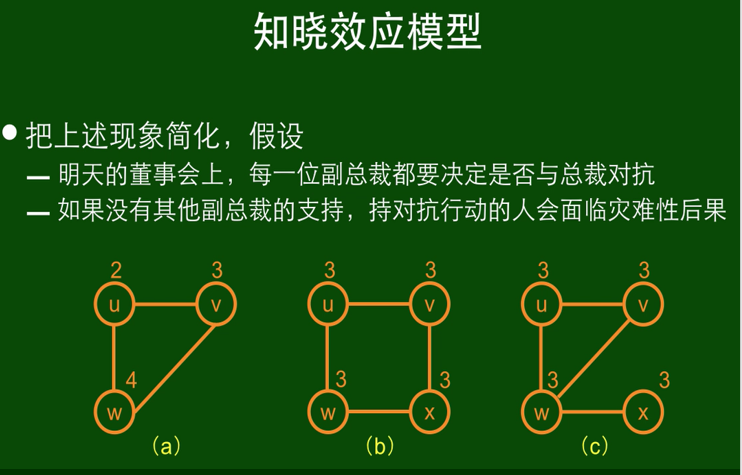 知晓效应模型
把上述现象简化，假设
明天的董事会上，每一位副总裁都要决定是否与总裁对抗
如果没有其他副总裁的支持，持对抗行动的人会面临灾难性后果
2 3 3 3 3 3
u v u v u v
4 3 3 3 3
w w x w x
（a） （b） （c）